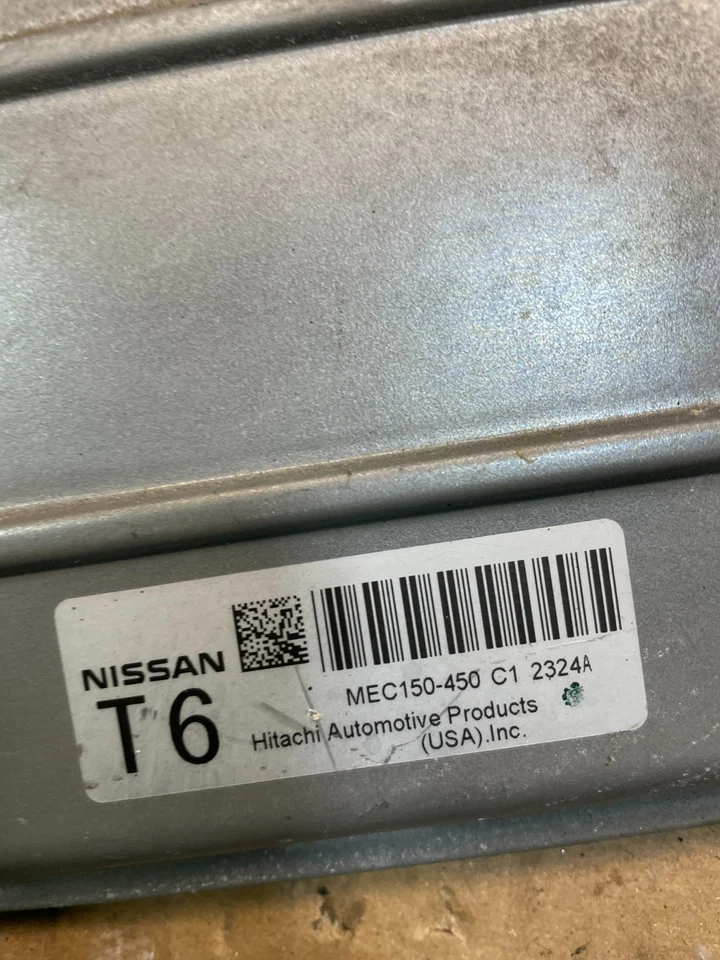 NISSAN
T6
MEC150-450 C1 2324A
Hitachi Automotive Products
(USA).Inc.